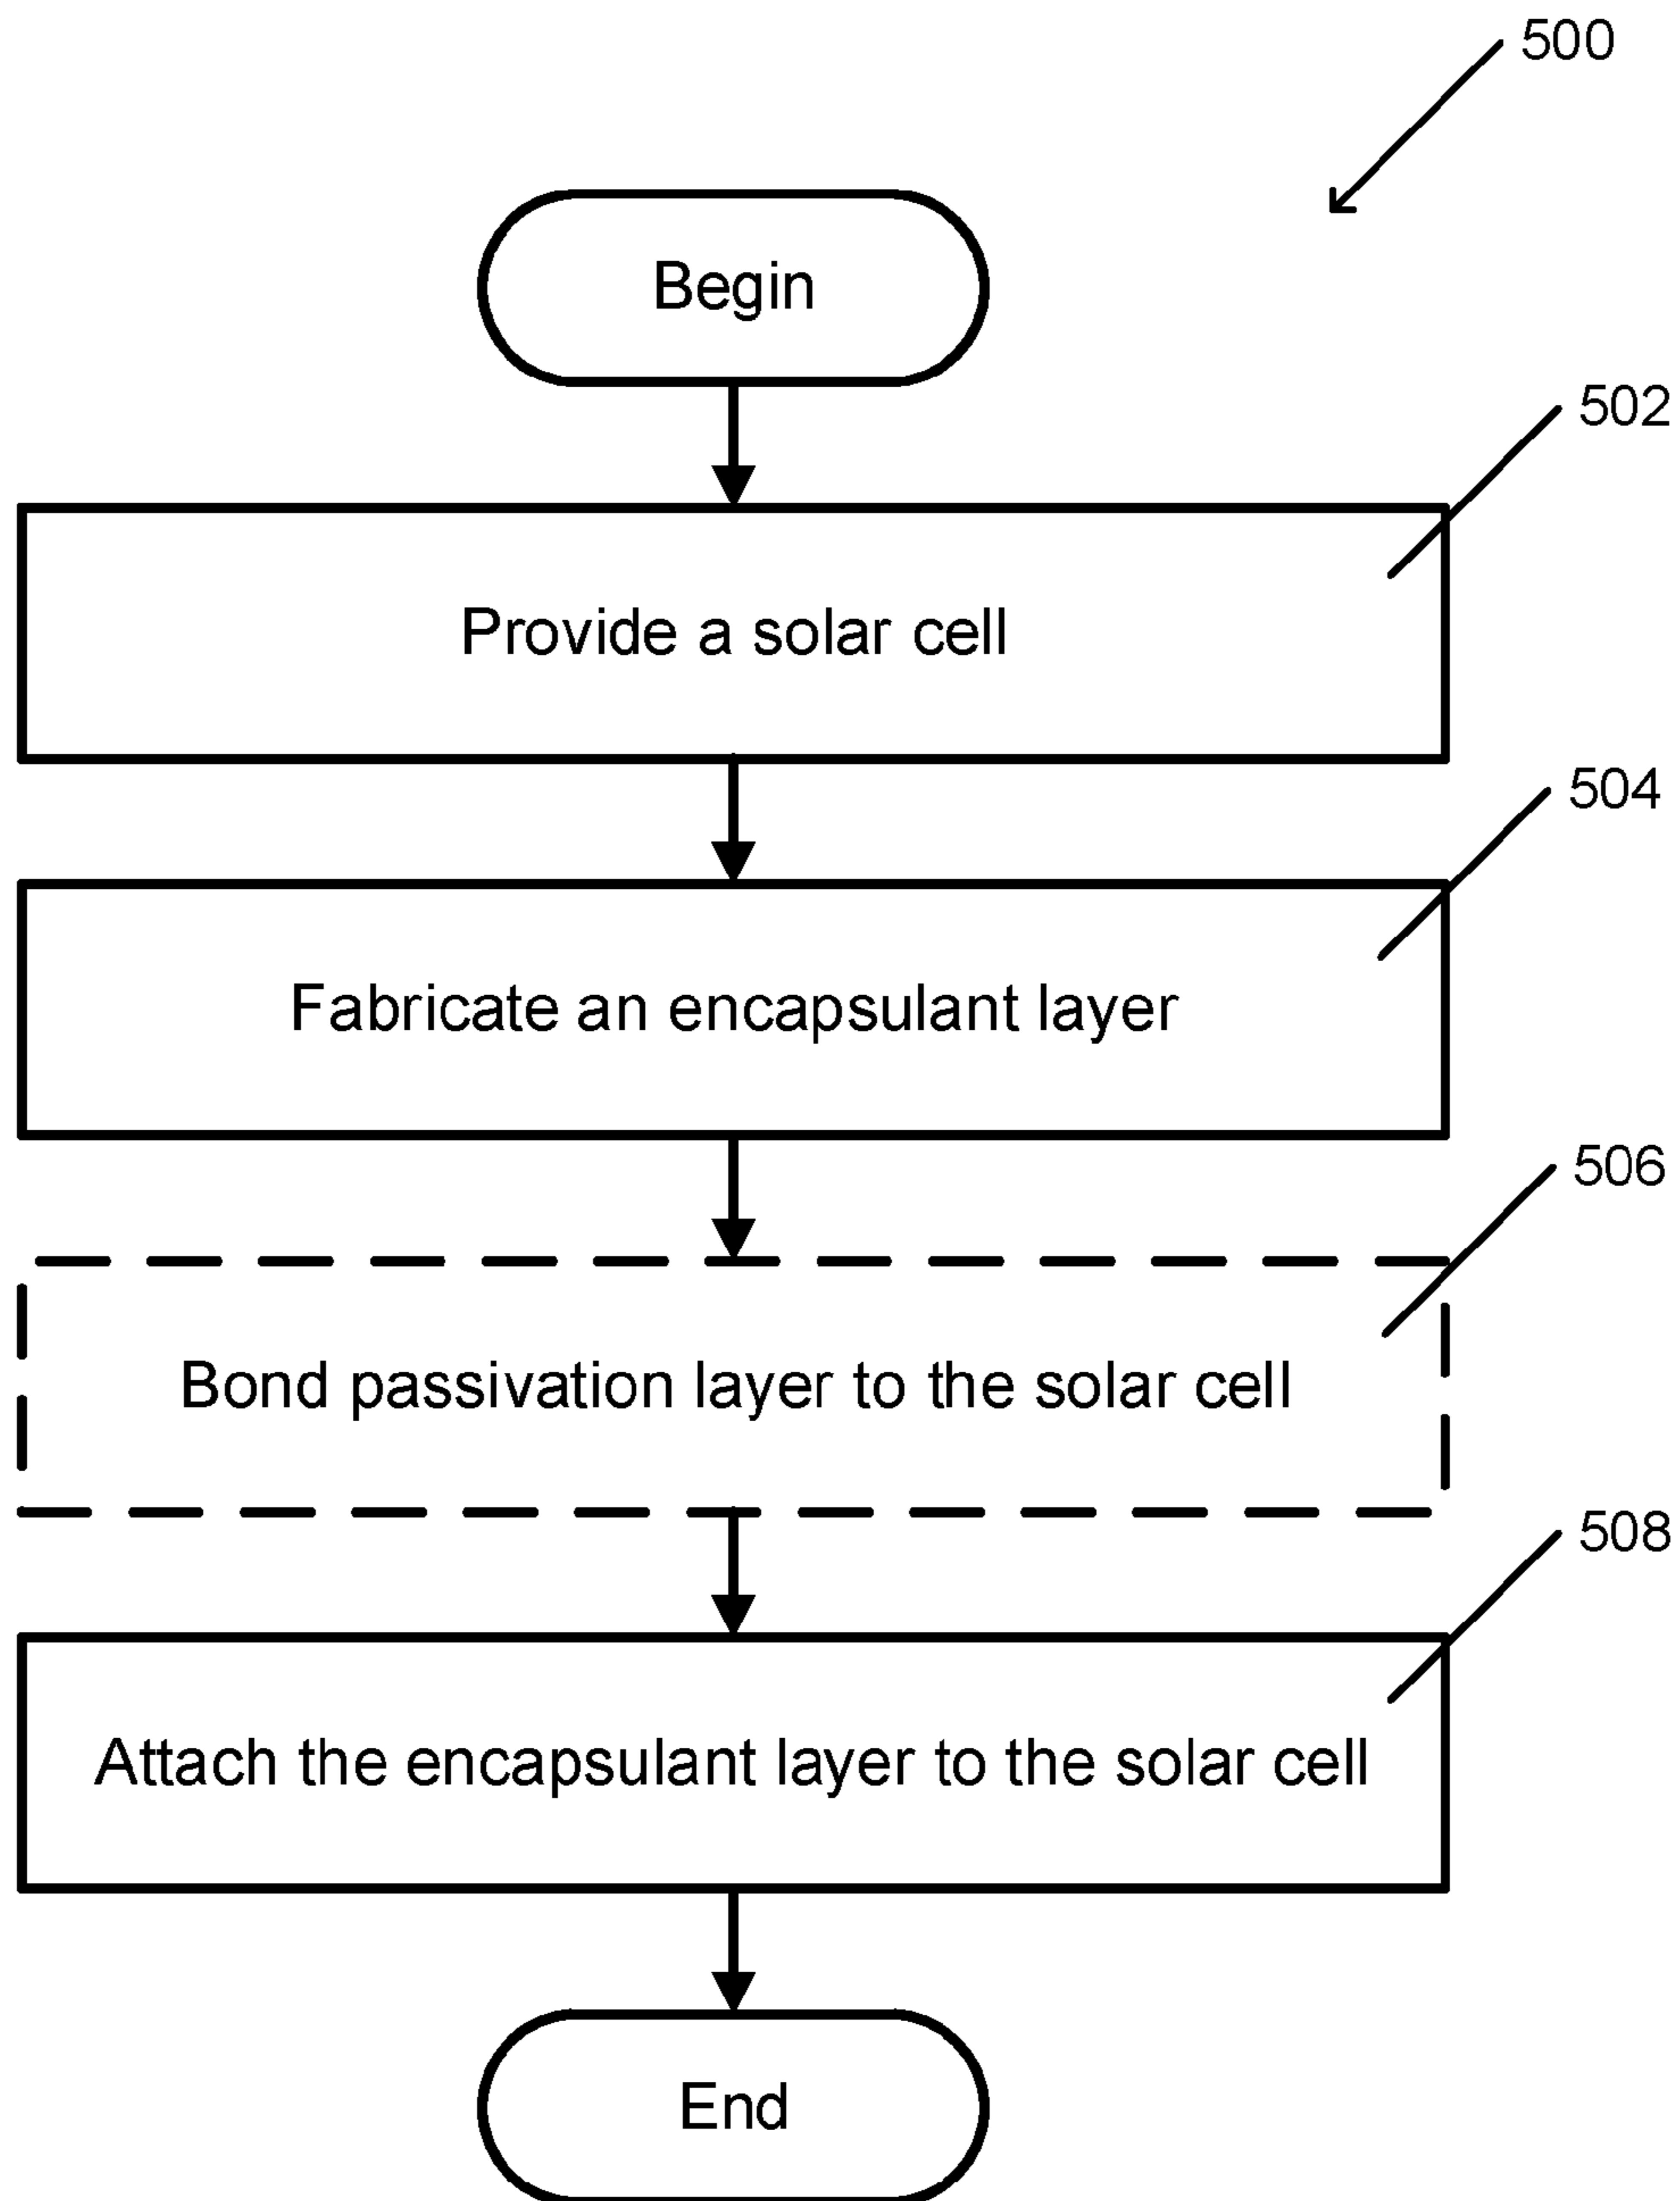 500
Begin
502
Provide a solar cell
504
Fabricate an encapsulant layer
506
Bond passivation layer to the solar cell
508
Attach the encapsulant layer to the solar cell
End